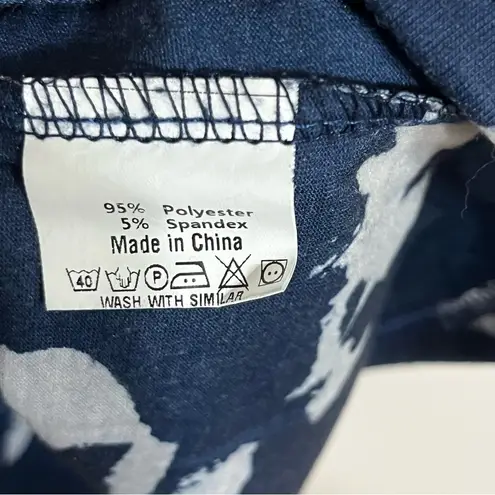 95% Polyester
5% Spandex
Made in China
40 P
WASH WITH SIMILAR